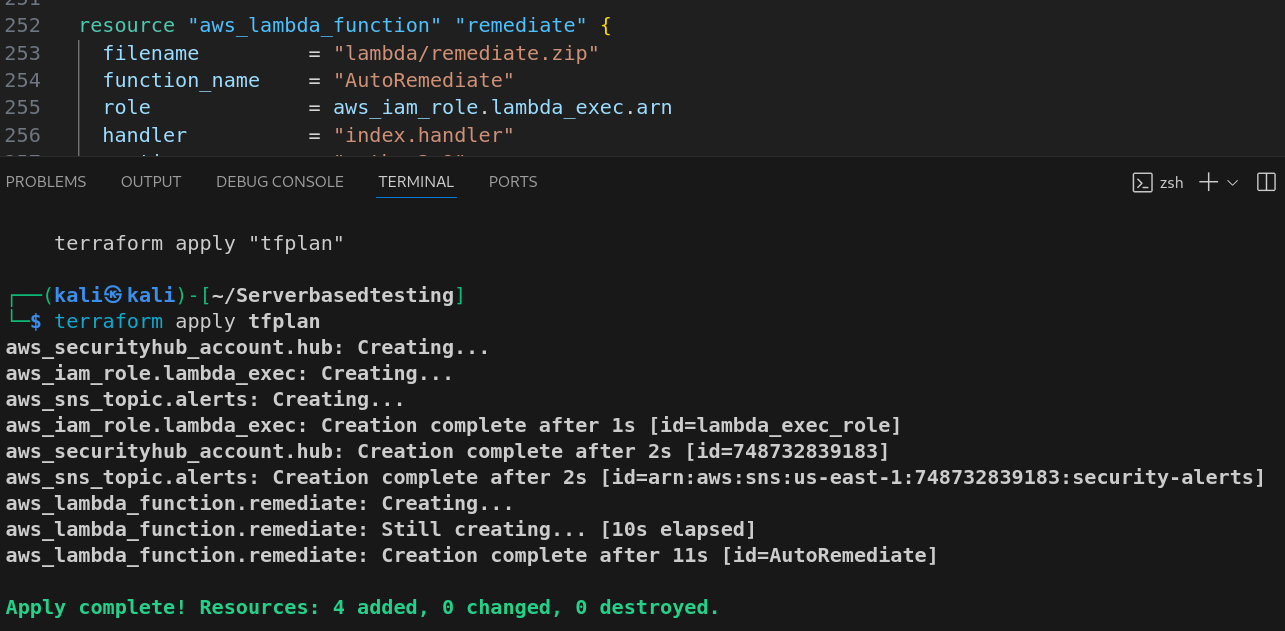 251
252 resource "aws_lambda_function" "remediate" {
253 filename = "lambda/remediate.zip"
254 function_name = "AutoRemediate"
255 role = aws_iam_role.lambda_exec.arn
256 handler = "index.handler"
PROBLEMS OUTPUT DEBUG CONSOLE TERMINAL PORTS zsh
terraform apply "tfplan"
┌──(kali㉿kali)-[~/Serverbasedtesting]
└─$ terraform apply tfplan
aws_securityhub_account.hub: Creating...
aws_iam_role.lambda_exec: Creating...
aws_sns_topic.alerts: Creating...
aws_iam_role.lambda_exec: Creation complete after 1s [id=lambda_exec_role]
aws_securityhub_account.hub: Creation complete after 2s [id=748732839183]
aws_sns_topic.alerts: Creation complete after 2s [id=arn:aws:sns:us-east-1:748732839183:security-alerts]
aws_lambda_function.remediate: Creating...
aws_lambda_function.remediate: Still creating... [10s elapsed]
aws_lambda_function.remediate: Creation complete after 11s [id=AutoRemediate]
Apply complete! Resources: 4 added, 0 changed, 0 destroyed.